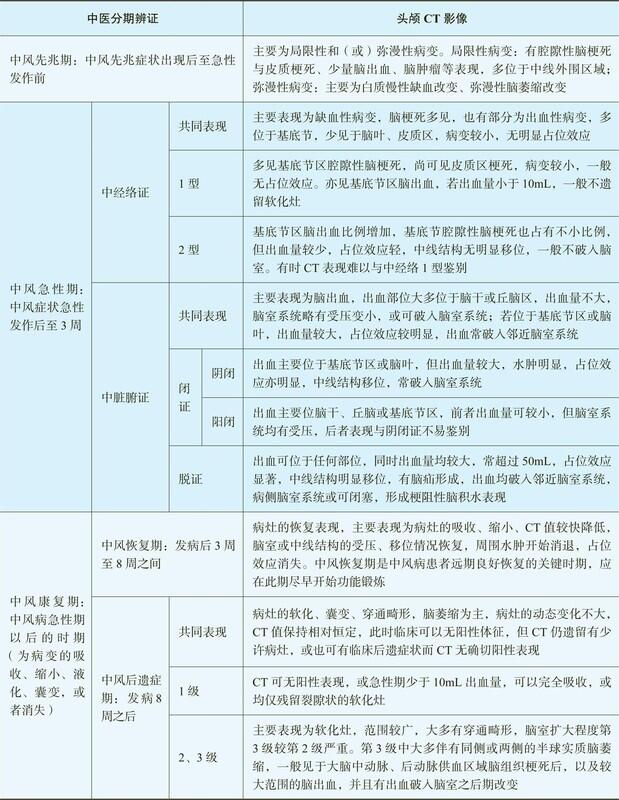 中医分期辨证
头颅 CT 影像
中风先兆期：中风先兆症状出现后至急性
发作前
主要为局限性和（或）弥漫性病变。局限性病变：有腔隙性脑梗死
与皮质梗死、少量脑出血、脑肿瘤等表现，多位于中线外围区域；
弥漫性病变：主要为白质慢性缺血改变、弥漫性脑萎缩改变
中风急性期：
中风症状急性
发作后至 3 周
中经络证
共同表现
主要表现为缺血性病变，脑梗死多见，也有部分为出血性病变，多
位于基底节，少见于脑叶、皮质区，病变较小，无明显占位效应
1 型
多见基底节区腔隙性脑梗死，尚可见皮质区梗死，病变较小，一般
无占位效应。亦见基底节区脑出血，若出血量小于 10mL，一般不遗
留软化灶
2 型
基底节区脑出血比例增加，基底节腔隙性脑梗死也占有不小比例，
但出血量较少，占位效应轻，中线结构无明显移位，一般不破入脑
室。有时 CT 表现难以与中经络 1 型鉴别
中脏腑证
共同表现
主要表现为脑出血，出血部位大多位于脑干或丘脑区，出血量不大，
脑室系统略有受压变小，或可破入脑室系统；若位于基底节区或脑
叶，出血量较大，占位效应较明显，出血常破入邻近脑室系统
闭
证
阴闭
出血主要位于基底节区或脑叶，但出血量较大，水肿明显，占位效
应亦明显，中线结构移位，常破入脑室系统
阳闭
出血主要位脑干、丘脑或基底节区，前者出血量可较小，但脑室系
统均有受压，后者表现与阴闭证不易鉴别
脱证
出血可位于任何部位，同时出血量均较大，常超过 50mL，占位效应
显著，中线结构明显移位，有脑疝形成，出血均破入邻近脑室系统，
病侧脑室系统或可闭塞，形成梗阻性脑积水表现
中风康复期：
中风病急性期
以后的时期
（为病变的吸
收、缩小、液
化、囊变，或
者消失）
中风恢复期：发病后 3 周
至 8 周之间
病灶的恢复表现，主要表现为病灶的吸收、缩小、CT 值较快降低，
脑室或中线结构的受压、移位情况恢复，周围水肿开始消退，占位
效应消失。中风恢复期是中风病患者远期良好恢复的关键时期，应
在此期尽早开始功能锻炼
中风后遗症
期：发病 8
周之后
共同表现
病灶的软化、囊变、穿通畸形，脑萎缩为主，病灶的动态变化不大，
CT 值保持相对恒定，此时临床可以无阳性体征，但 CT 仍遗留有少
许病灶，或也可有临床后遗症状而 CT 无确切阳性表现
1 级
CT 可无阳性表现，或急性期少于 10mL 出血量，可以完全吸收，或
均仅残留裂隙状的软化灶
2、3 级
主要表现为软化灶，范围较广，大多有穿通畸形，脑室扩大程度第
3 级较第 2 级严重。第 3 级中大多伴有同侧或两侧的半球实质脑萎
缩，一般见于大脑中动脉、后动脉供血区域脑组织梗死后，以及较
大范围的脑出血，并且有出血破入脑室之后期改变